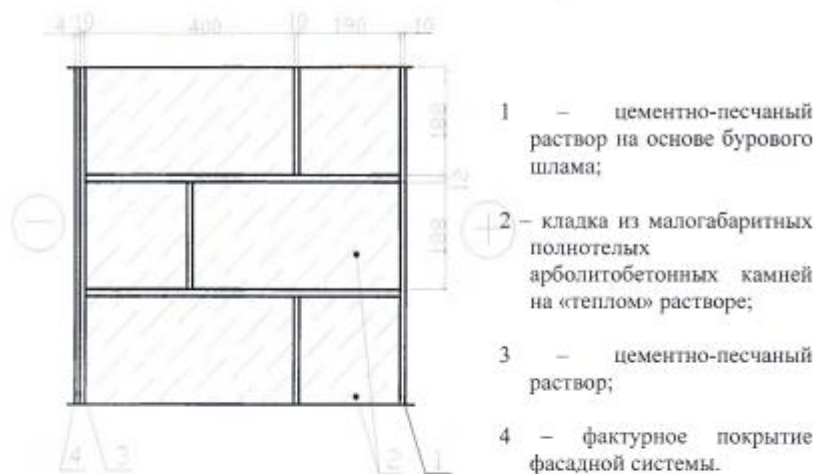 4 10 400 10 190 10
188
12
188
1 – цементно-песчаный
раствор на основе бурового
шлама;
2 – кладка из малогабаритных
полнотелых
арболитобетонных камней
на «теплом» растворе;
3 – цементно-песчаный
раствор;
4 – фактурное покрытие
фасадной системы.
4 3 2 1